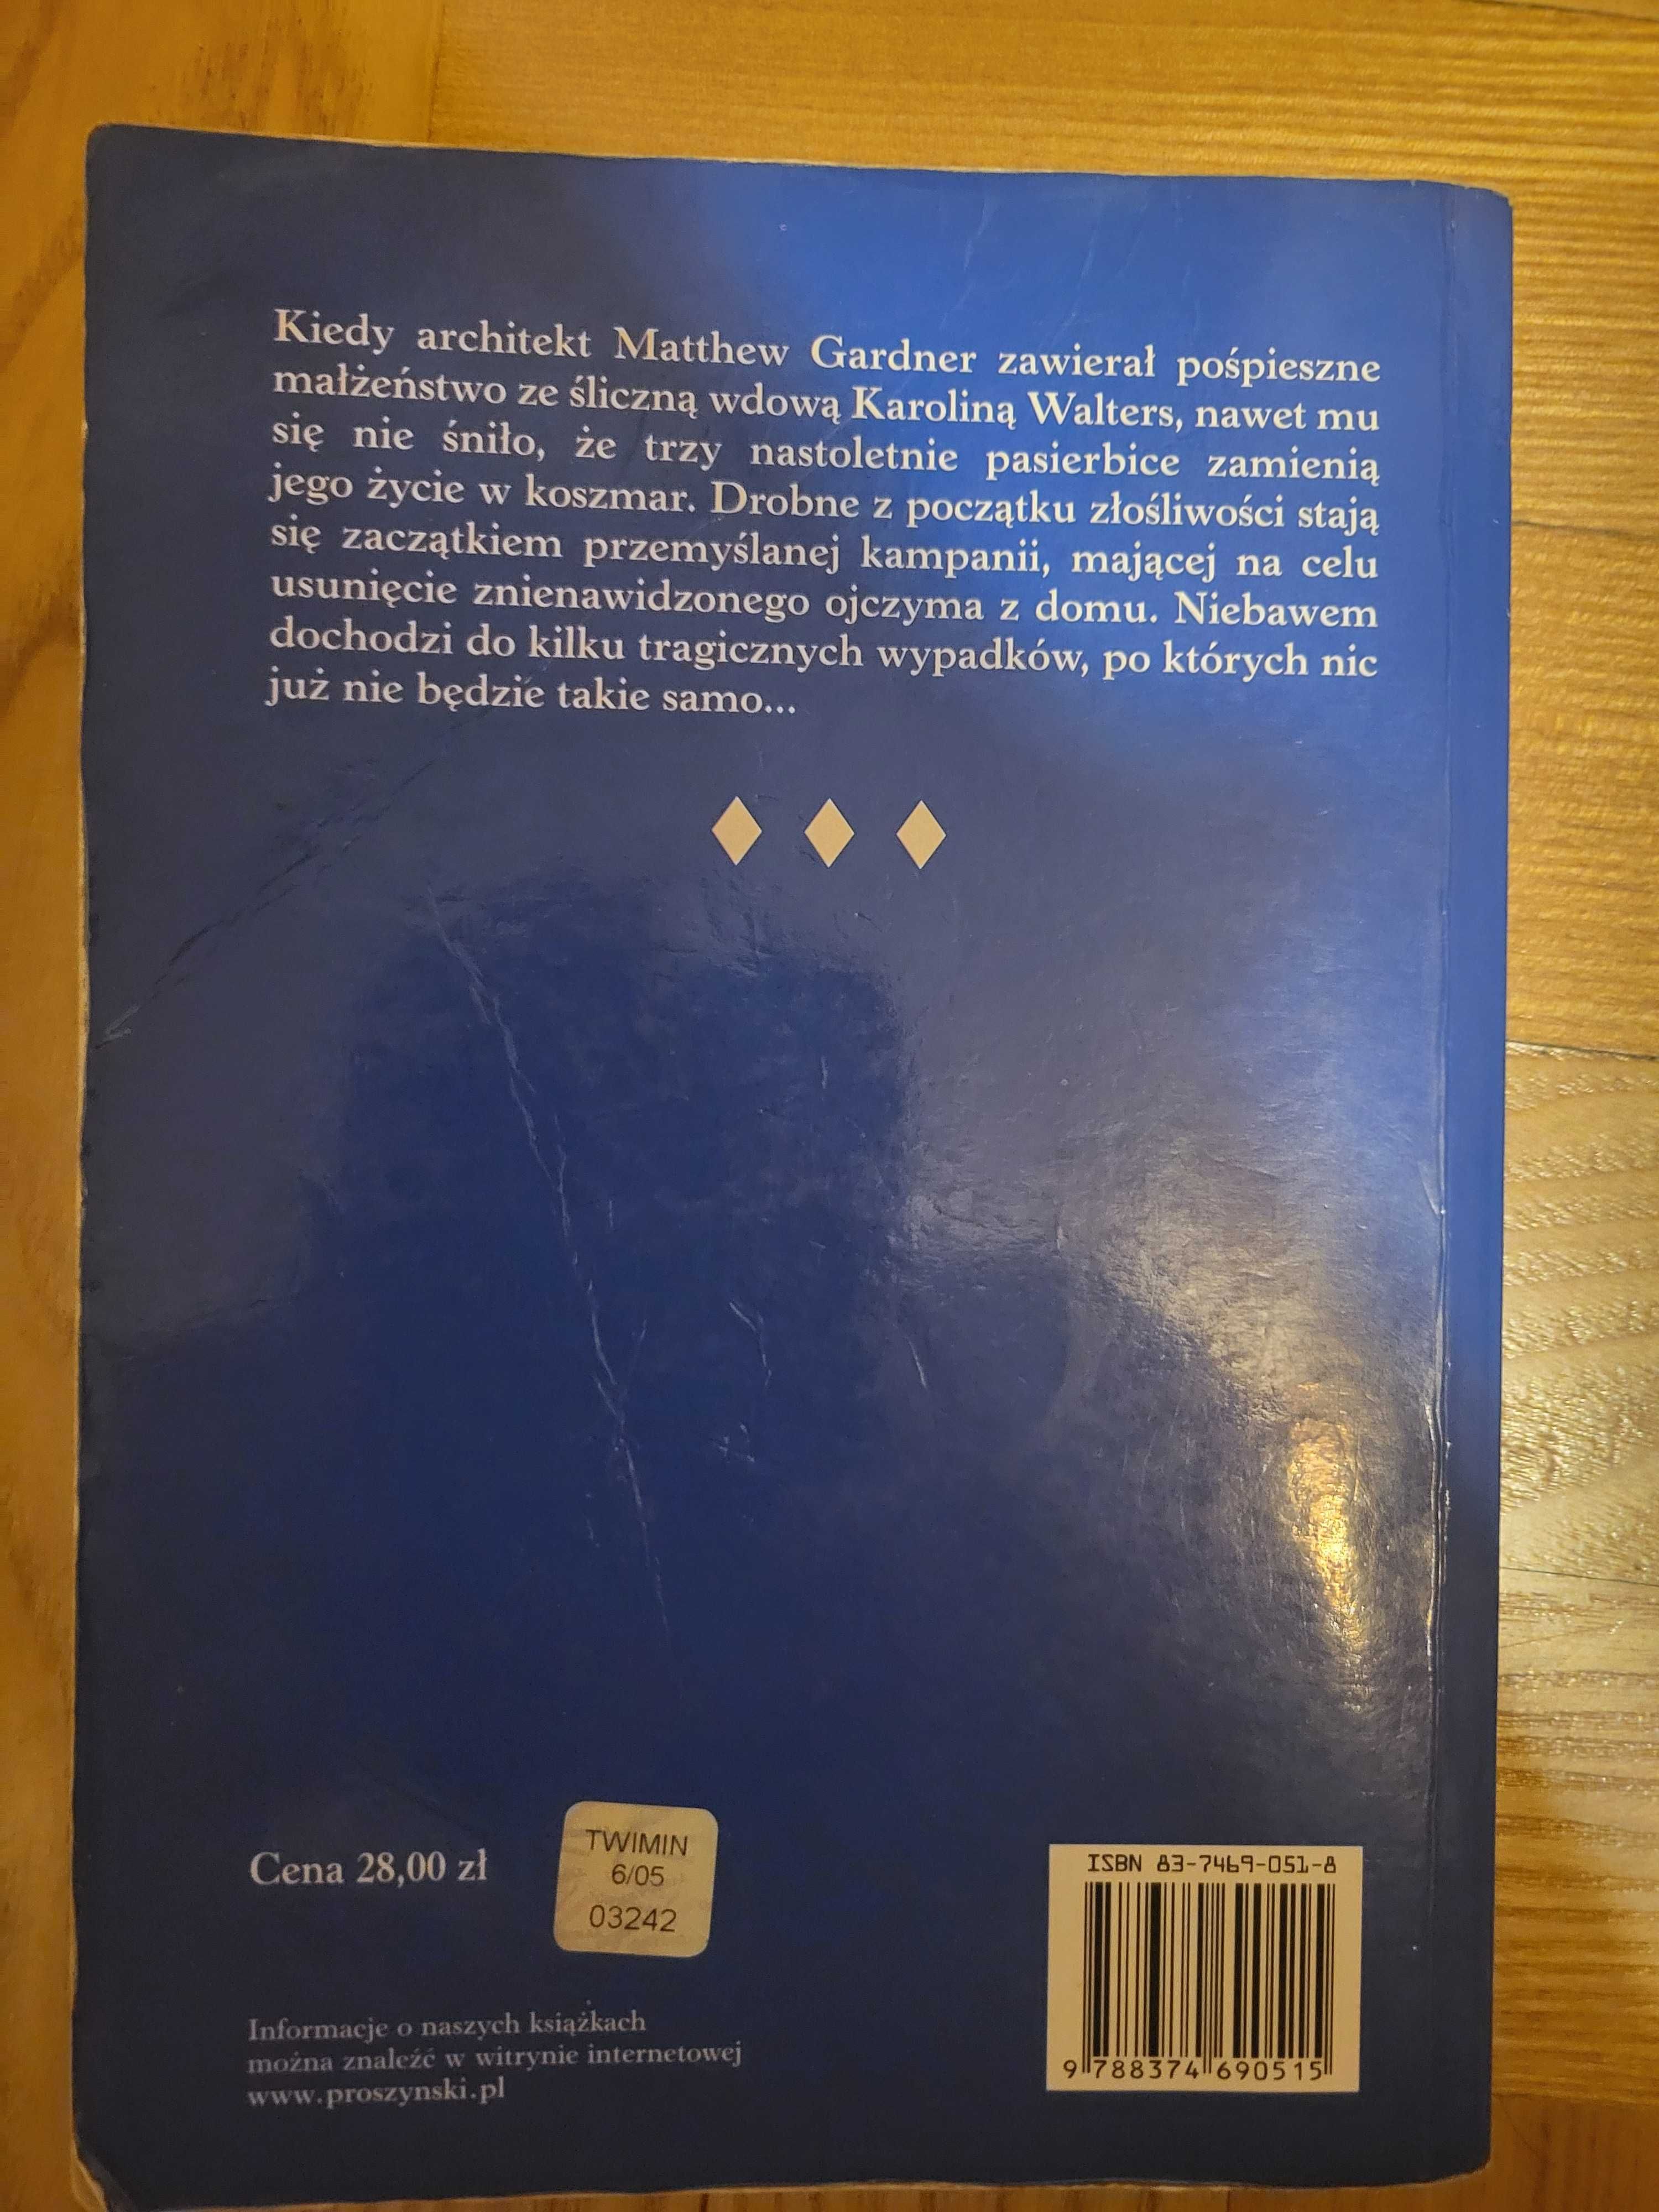 Kiedy architekt Matthew Gardner zawierał pośpieszne
małżeństwo ze śliczną wdową Karoliną Walters, nawet mu
się nie śniło, że trzy nastoletnie pasierbice zamienią
jego życie w koszmar. Drobne z początku złośliwości stają
się zaczątkiem przemyślanej kampanii, mającej na celu
usunięcie znienawidzonego ojczyma z domu. Niebawem
dochodzi do kilku tragicznych wypadków, po których nic
już nie będzie takie samo...
Cena 28,00 zł
TWIMIN
6/05
03242
Informacje o naszych książkach
można znaleźć w witrynie internetowej
www.proszynski.pl
ISBN 83-7469-051-8
9 788374 690515